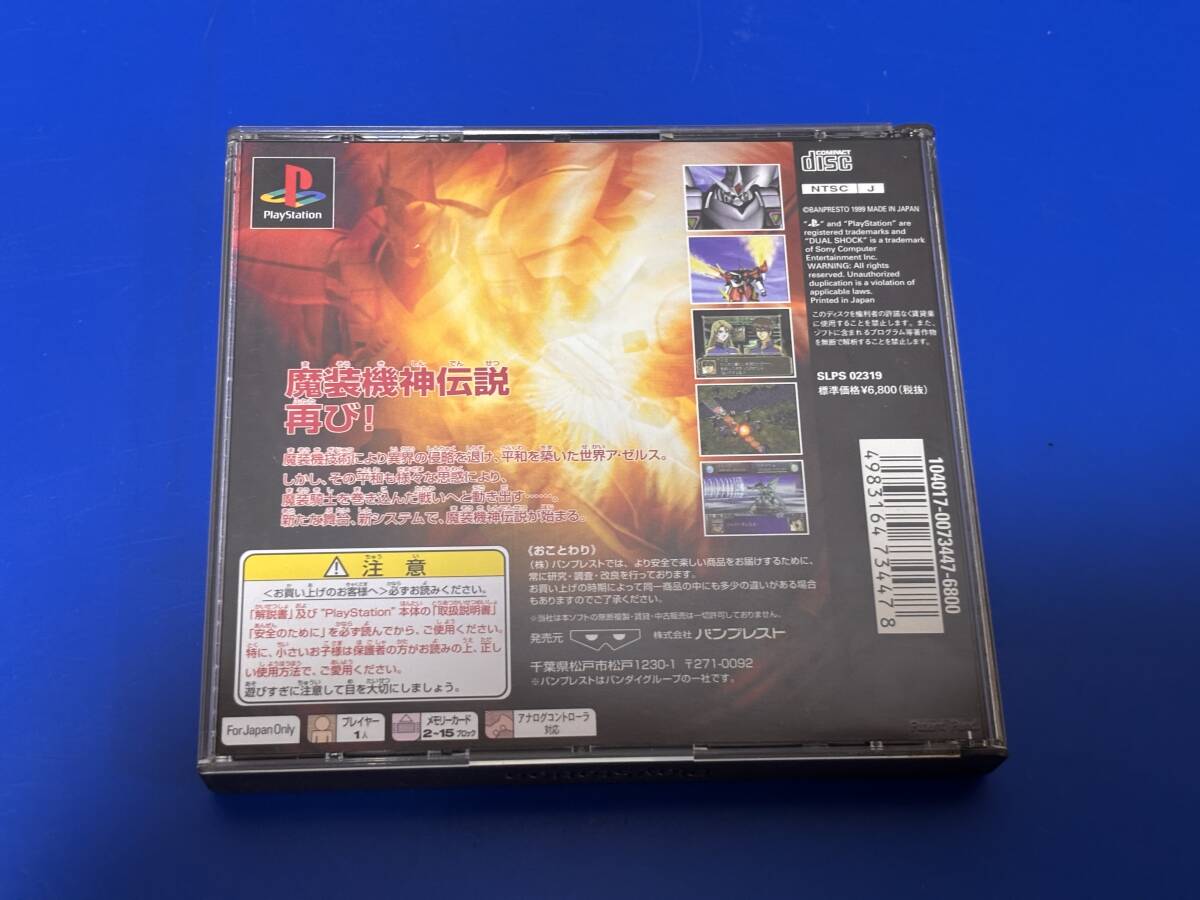 PlayStation
魔装機神伝説
再び!
魔装機技術により異界の侵略を退け、平和を築いた世界ア・ゼルス。
しかし、その平和も様々な思惑により、
魔装騎士を巻き込んだ戦いへと動き出す……。
新たな舞台、新システムで、魔装機神伝説が始まる。
COMPACT
disc
NTSC J
©BANPRESTO 1999 MADE IN JAPAN
" " and "PlayStation" are
registered trademarks and
"DUAL SHOCK" is a trademark
of Sony Computer
Entertainment Inc.
WARNING: All rights
reserved. Unauthorized
duplication is a violation of
applicable laws.
Printed in Japan
このディスクを権利者の許諾なく賃貸業
に使用することを禁止します。また、
ソフトに含まれるプログラム等著作物
を無断で解析することを禁止します。
SLPS 02319
標準価格¥6,800(税抜)
104017-0073447-6800
4983164734478
注意
<お買い上げのお客様へ>必ずお読みください。
「解説書」及び "PlayStation" 本体の「取扱説明書」
「安全のために」を必ず読んでから、ご使用ください。
特に、小さいお子様は保護者の方がお読みの上、正し
い使用方法で、ご愛用ください。
遊びすぎに注意して目を大切にしましょう。
《おことわり》
(株)バンプレストでは、より安全で楽しい商品をお届けするために、
常に研究・調査・改良を行っております。
お買い上げの時期によって同一商品の中にも多少の違いがある場合
もありますのでご了承ください。
※当社は本ソフトの無断複製・賃貸・中古販売は一切許可しておりません。
発売元 株式会社 バンプレスト
千葉県松戸市松戸1230-1 〒271-0092
※バンプレストはバンダイグループの一社です。
For Japan Only
プレイヤー
1人
メモリーカード
2~15ブロック
アナログコントローラ
対応